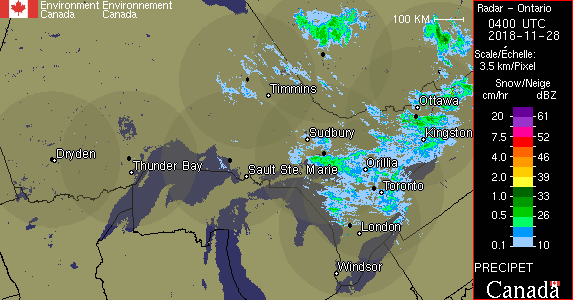 Environment Environnement
Canada Canada
100 KM
Timmins
Ottawa
Sudbury
Kingston
Dryden
Thunder Bay
Sault Ste. Marie
Orillia
Toronto
London
Windsor
Radar - Ontario
0400 UTC
2018-11-28
Scale/Échelle:
3.5 km/Pixel
Snow/Neige
cm/hr dBZ
20 61
7.5 52
4.0 46
2.0 39
1.0 33
0.5 26
0.1 10
PRECIPET
Canada